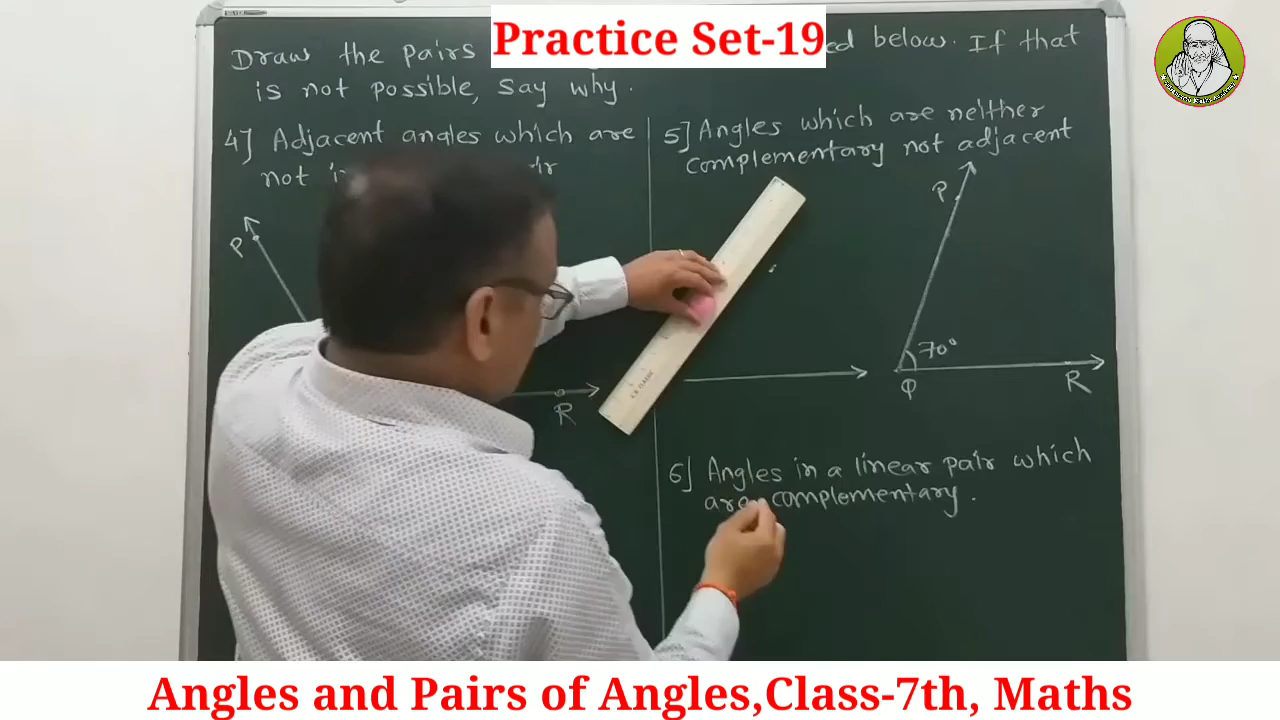 Practice Set-19
Draw the pairs ed below. If that
is not possible, say why.
4] Adjacent angles which are
not
5] Angles which are neither
complementary not adjacent
P
R
P
70°
Q
R
6] Angles in a linear pair which
are complementary.
Angles and Pairs of Angles,Class-7th, Maths